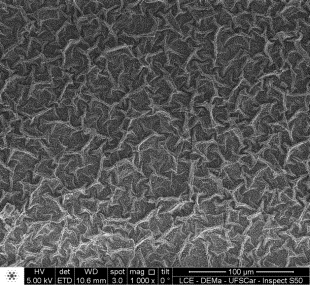 HV det WD spot mag □ tilt 100 µm
5.00 kV ETD 10.6 mm 3.0 1 000 x 0 ° LCE - DEMa - UFSCar - Inspect S50